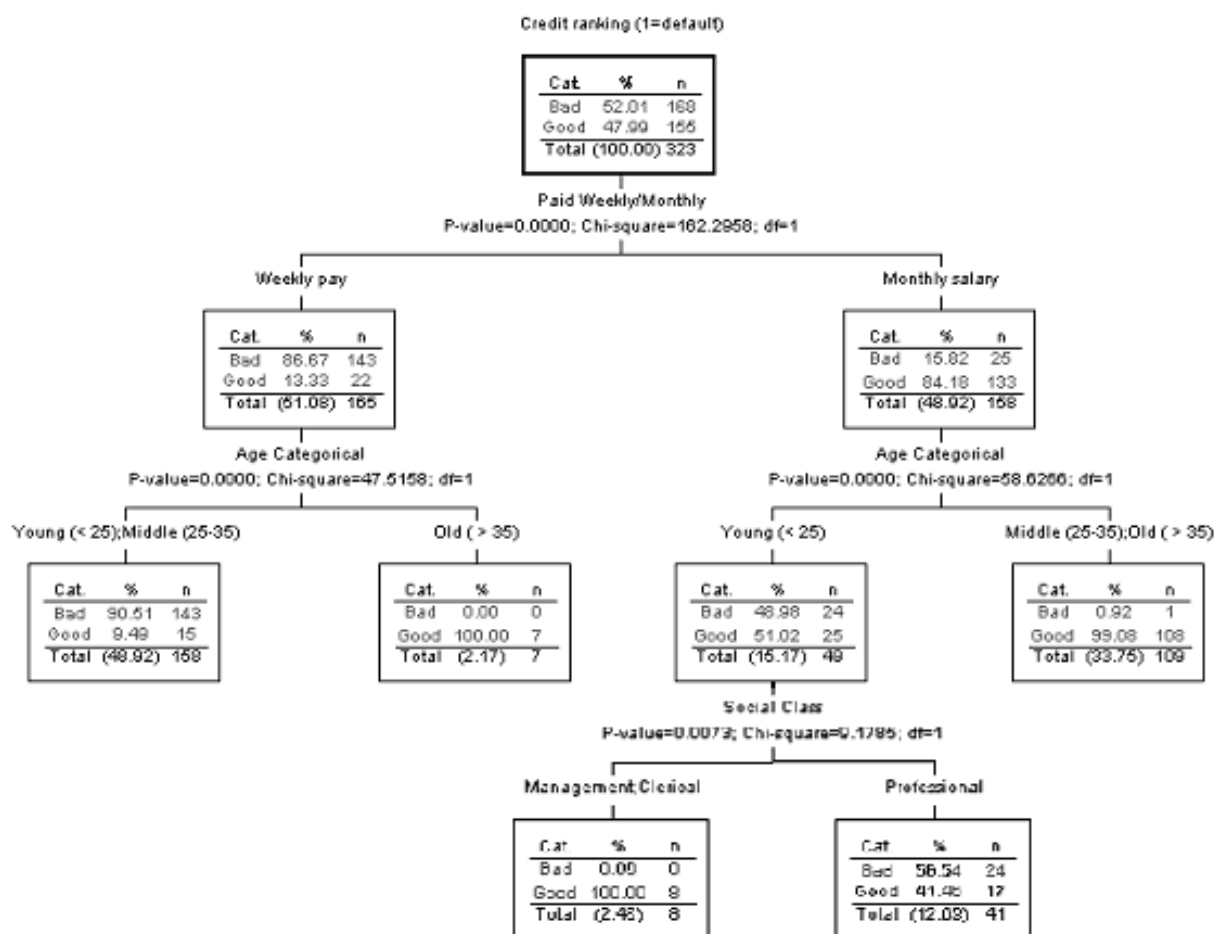 Credit ranking (1=default)
Cat. % n
Bad 52.01 168
Good 47.99 155
Total (100.00) 323
Paid Weekly/Monthly
P-value=0.0000; Chi-square=162.2958; df=1
Weekly pay
Monthly salary
Cat. % n
Bad 86.67 143
Good 13.33 22
Total (51.08) 165
Cat. % n
Bad 15.82 25
Good 84.18 133
Total (48.92) 158
Age Categorical
P-value=0.0000; Chi-square=47.5158; df=1
Age Categorical
P-value=0.0000; Chi-square=58.6266; df=1
Young (< 25);Middle (25-35)
Old ( > 35)
Young (< 25)
Middle (25-35);Old ( > 35)
Cat. % n
Bad 90.51 143
Good 9.49 15
Total (48.92) 158
Cat. % n
Bad 0.00 0
Good 100.00 7
Total (2.17) 7
Cat. % n
Bad 48.98 24
Good 51.02 25
Total (15.17) 49
Cat. % n
Bad 0.92 1
Good 99.08 108
Total (33.75) 109
Social Class
P-value=0.0073; Chi-square=9.1785; df=1
Management;Clerical
Professional
Cat. % n
Bad 0.00 0
Good 100.00 8
Total (2.48) 8
Cat. % n
Bad 58.54 24
Good 41.46 17
Total (12.69) 41